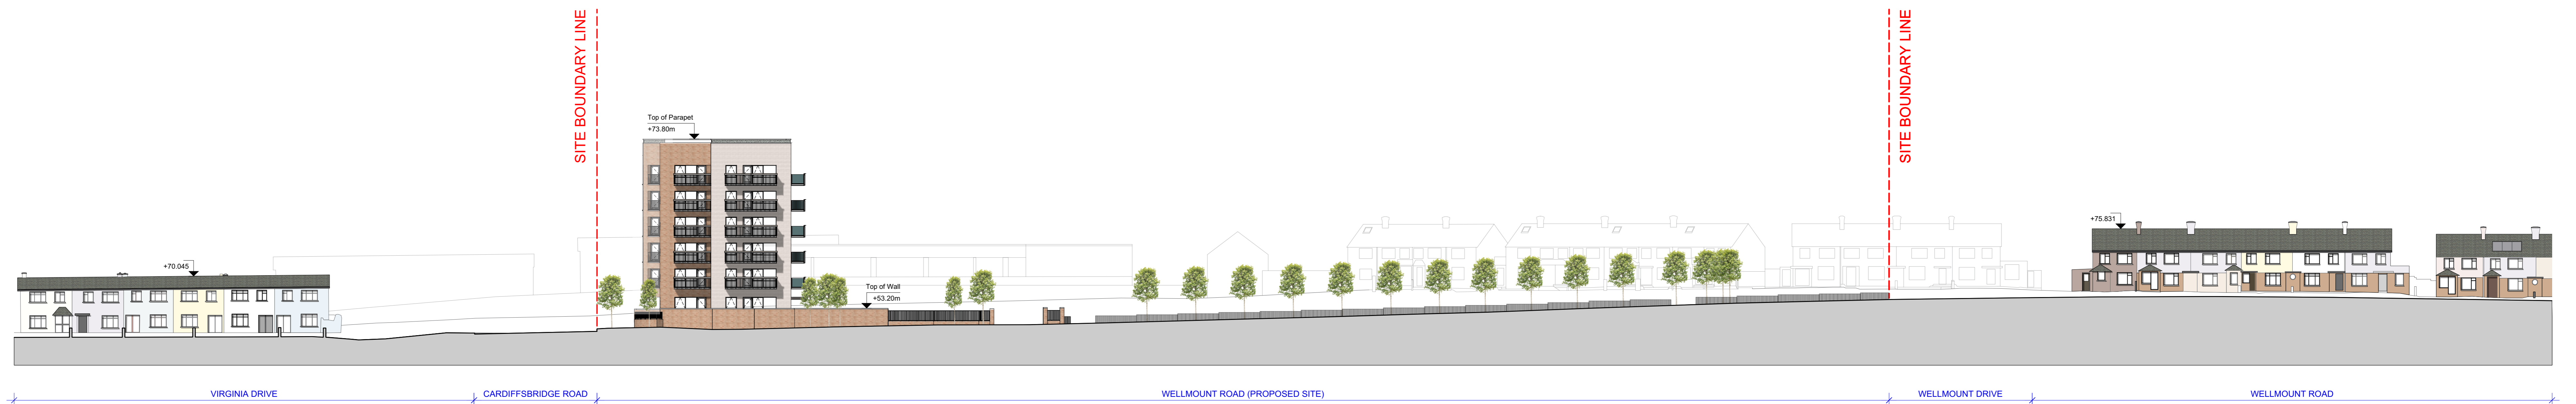 SITE BOUNDARY LINE
SITE BOUNDARY LINE
Top of Parapet
+73.80m
+75.831
+70.045
Top of Wall
+53.20m
VIRGINIA DRIVE
CARDIFFSBRIDGE ROAD
WELLMOUNT ROAD (PROPOSED SITE)
WELLMOUNT DRIVE
WELLMOUNT ROAD